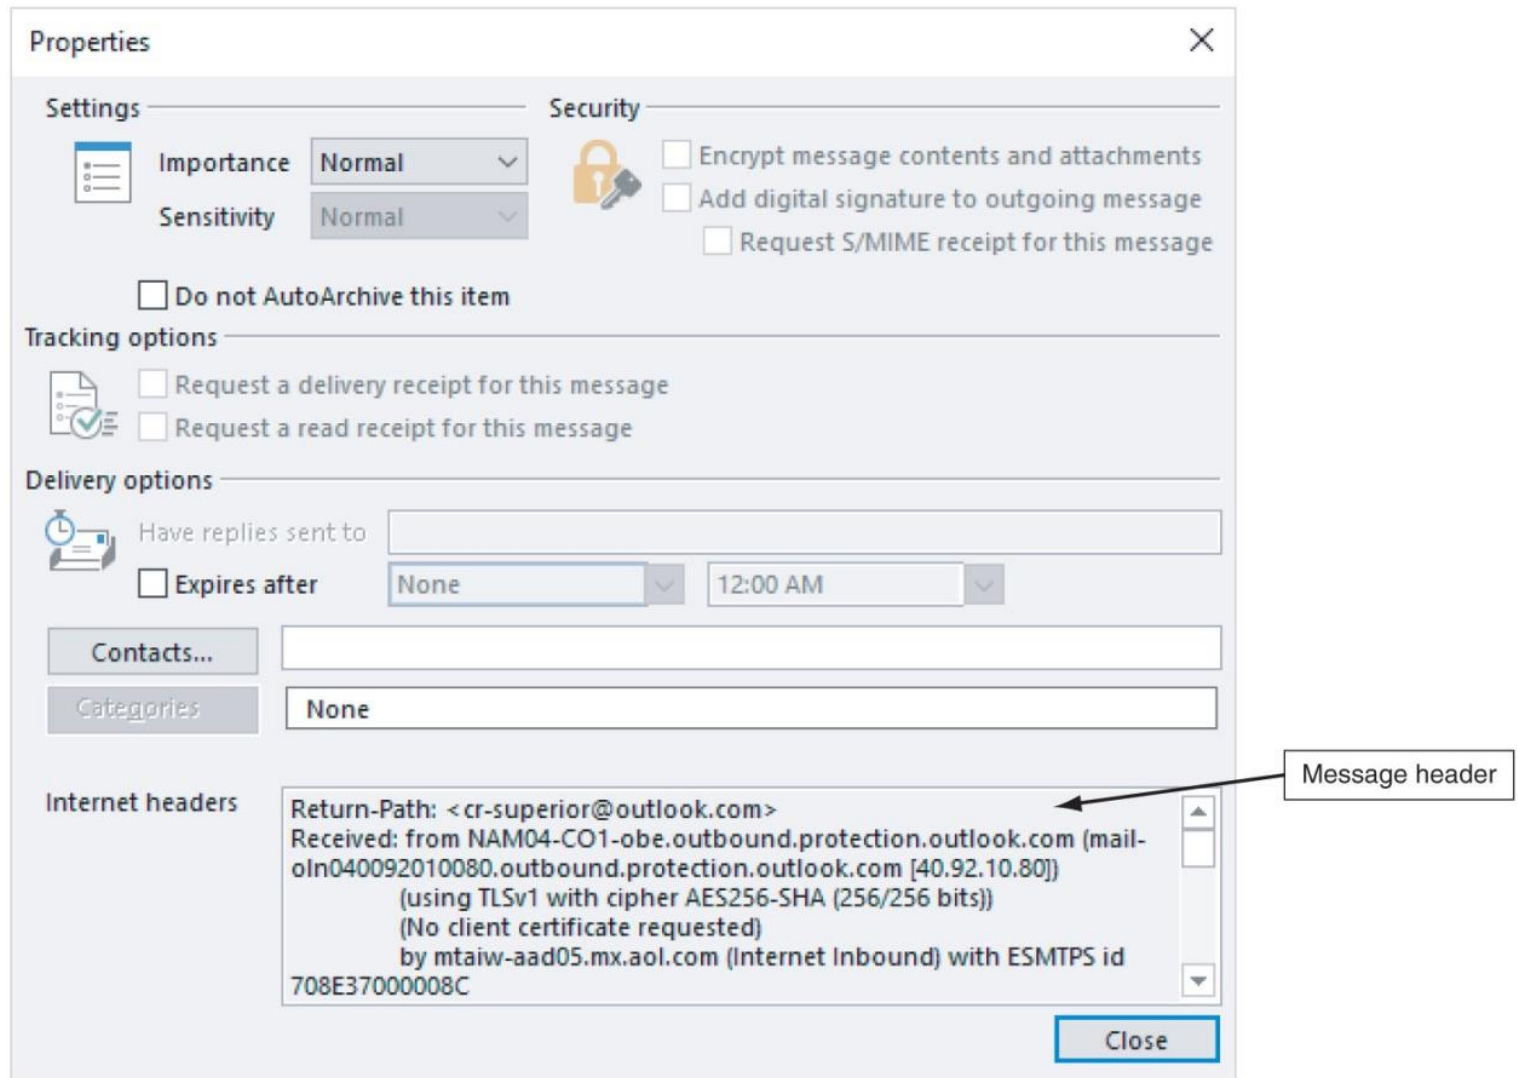 Properties
Settings
Security
Importance Normal
Encrypt message contents and attachments
Sensitivity Normal
Add digital signature to outgoing message
Request S/MIME receipt for this message
Do not AutoArchive this item
Tracking options
Request a delivery receipt for this message
Request a read receipt for this message
Delivery options
Have replies sent to
Expires after None 12:00 AM
Contacts...
Categories None
Internet headers
Return-Path: <cr-superior@outlook.com>
Received: from NAM04-CO1-obe.outbound.protection.outlook.com (mail-
oln040092010080.outbound.protection.outlook.com [40.92.10.80])
(using TLSv1 with cipher AES256-SHA (256/256 bits))
(No client certificate requested)
by mtaiw-aad05.mx.aol.com (Internet Inbound) with ESMTPS id
708E37000008C
Message header
Close